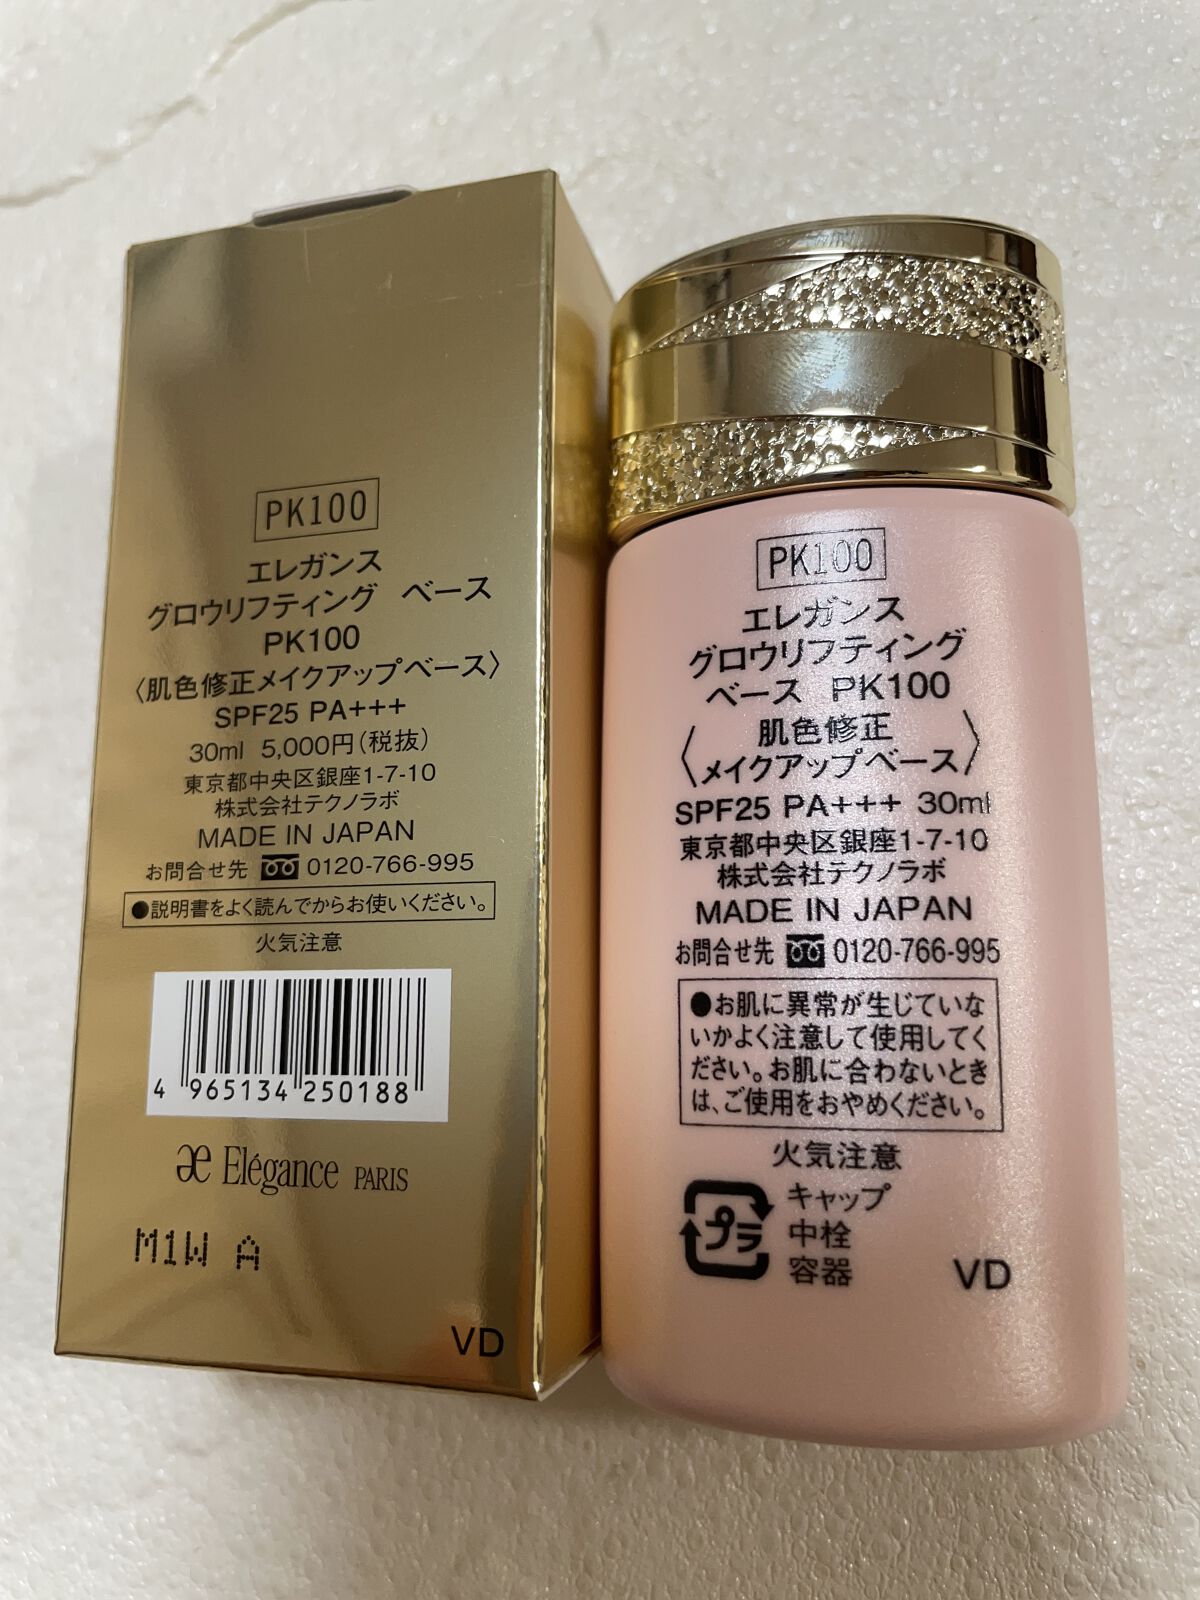 PK100
エレガンス
グロウリフティング ベース
PK100
〈肌色修正メイクアップベース〉
SPF25 PA+++
30ml 5,000円(税抜)
東京都中央区銀座1-7-10
株式会社テクノラボ
MADE IN JAPAN
お問合せ先 0120-766-995
●説明書をよく読んでからお使いください。
火気注意
4 965134 250188
æ Elégance PARIS
M1W A
VD
PK100
エレガンス
グロウリフティング
ベース PK100
〈肌色修正
メイクアップベース〉
SPF25 PA+++ 30ml
東京都中央区銀座1-7-10
株式会社テクノラボ
MADE IN JAPAN
お問合せ先 0120-766-995
●お肌に異常が生じていな
いかよく注意して使用してく
ださい。お肌に合わないとき
は、ご使用をおやめください。
火気注意
プラ
キャップ
中栓
容器
VD